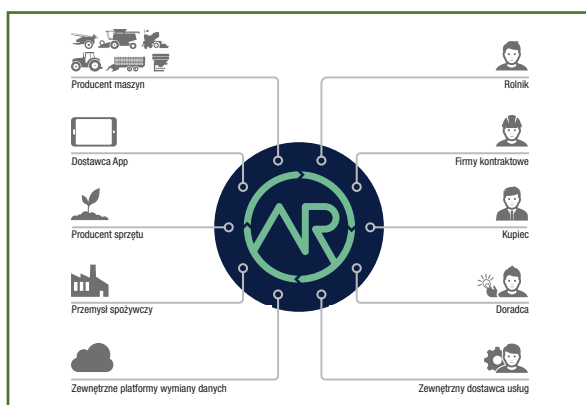 Producent maszyn
Rolnik
Dostawca App
Firmy kontraktowe
Producent sprzętu
Kupiec
Przemysł spożywczy
Doradca
Zewnętrzne platformy wymiany danych
Zewnętrzny dostawca usług
AR